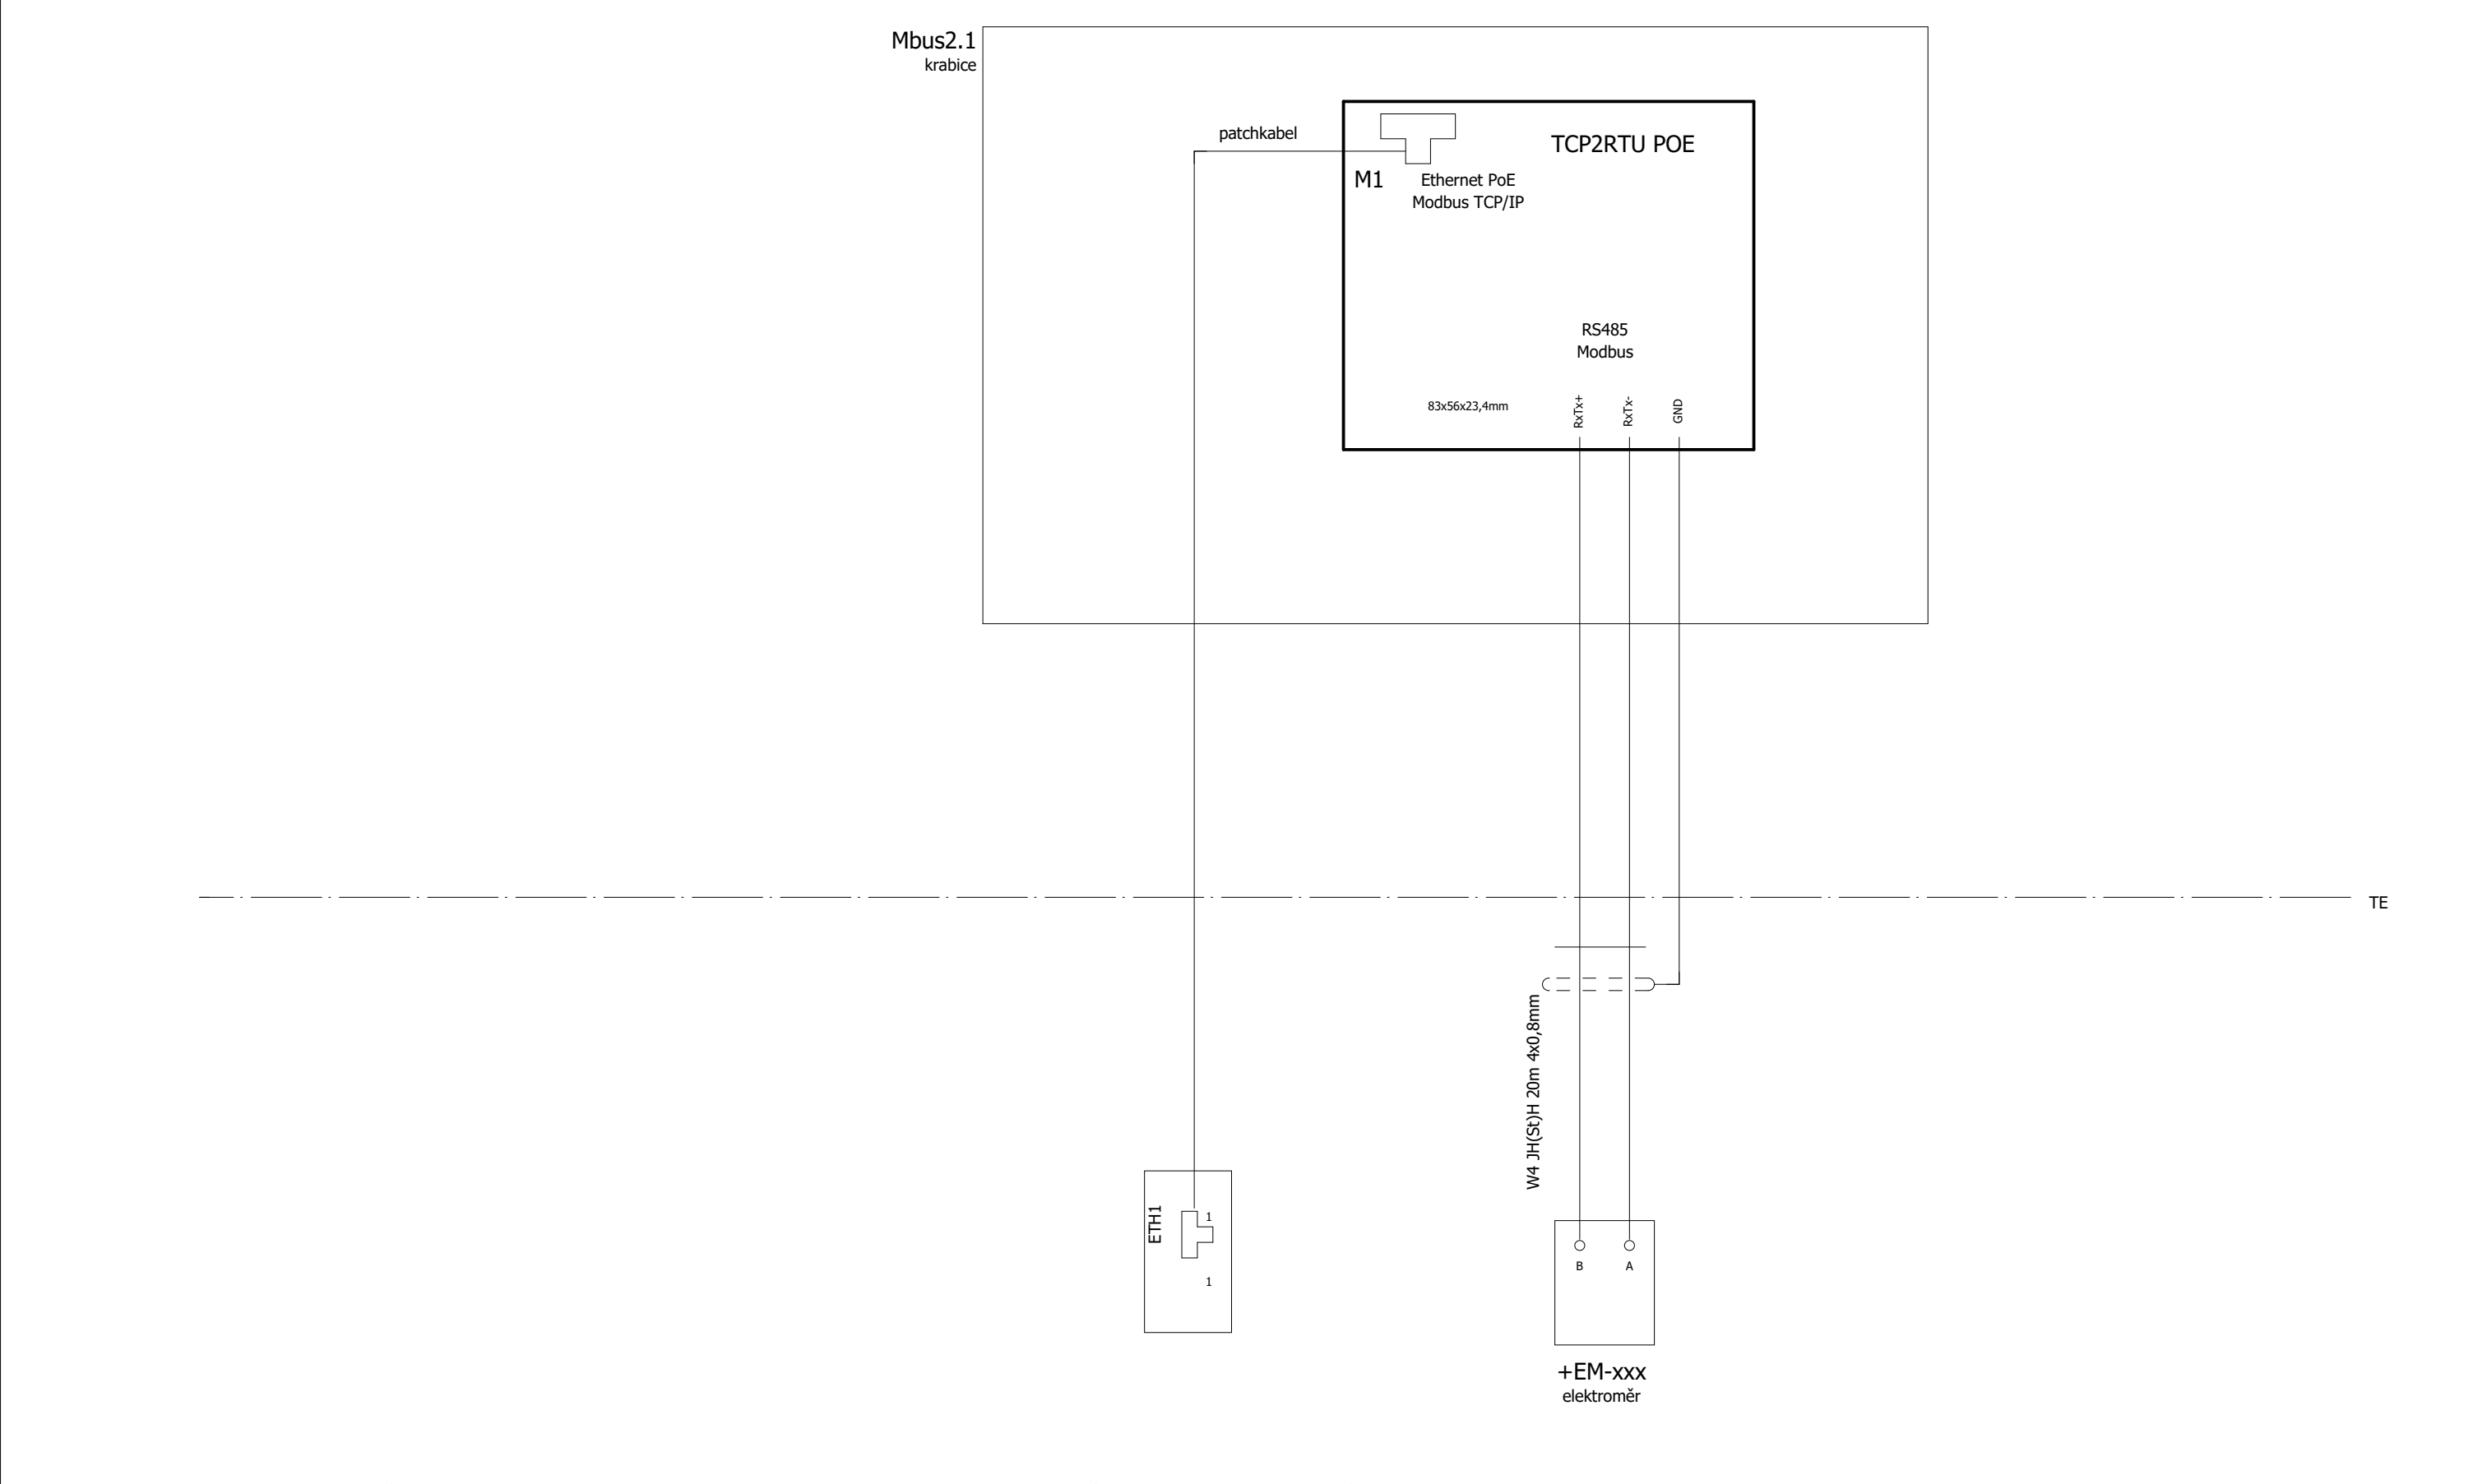 Mbus2.1
krabice
patchkabel
TCP2RTU POE
M1
Ethernet PoE
Modbus TCP/IP
RS485
Modbus
83x56x23,4mm
RxTx+
RxTx-
GND
TE
W4 JH(St)H 20m 4x0,8mm
ETH1
1
1
B
A
+EM-xxx
elektroměr